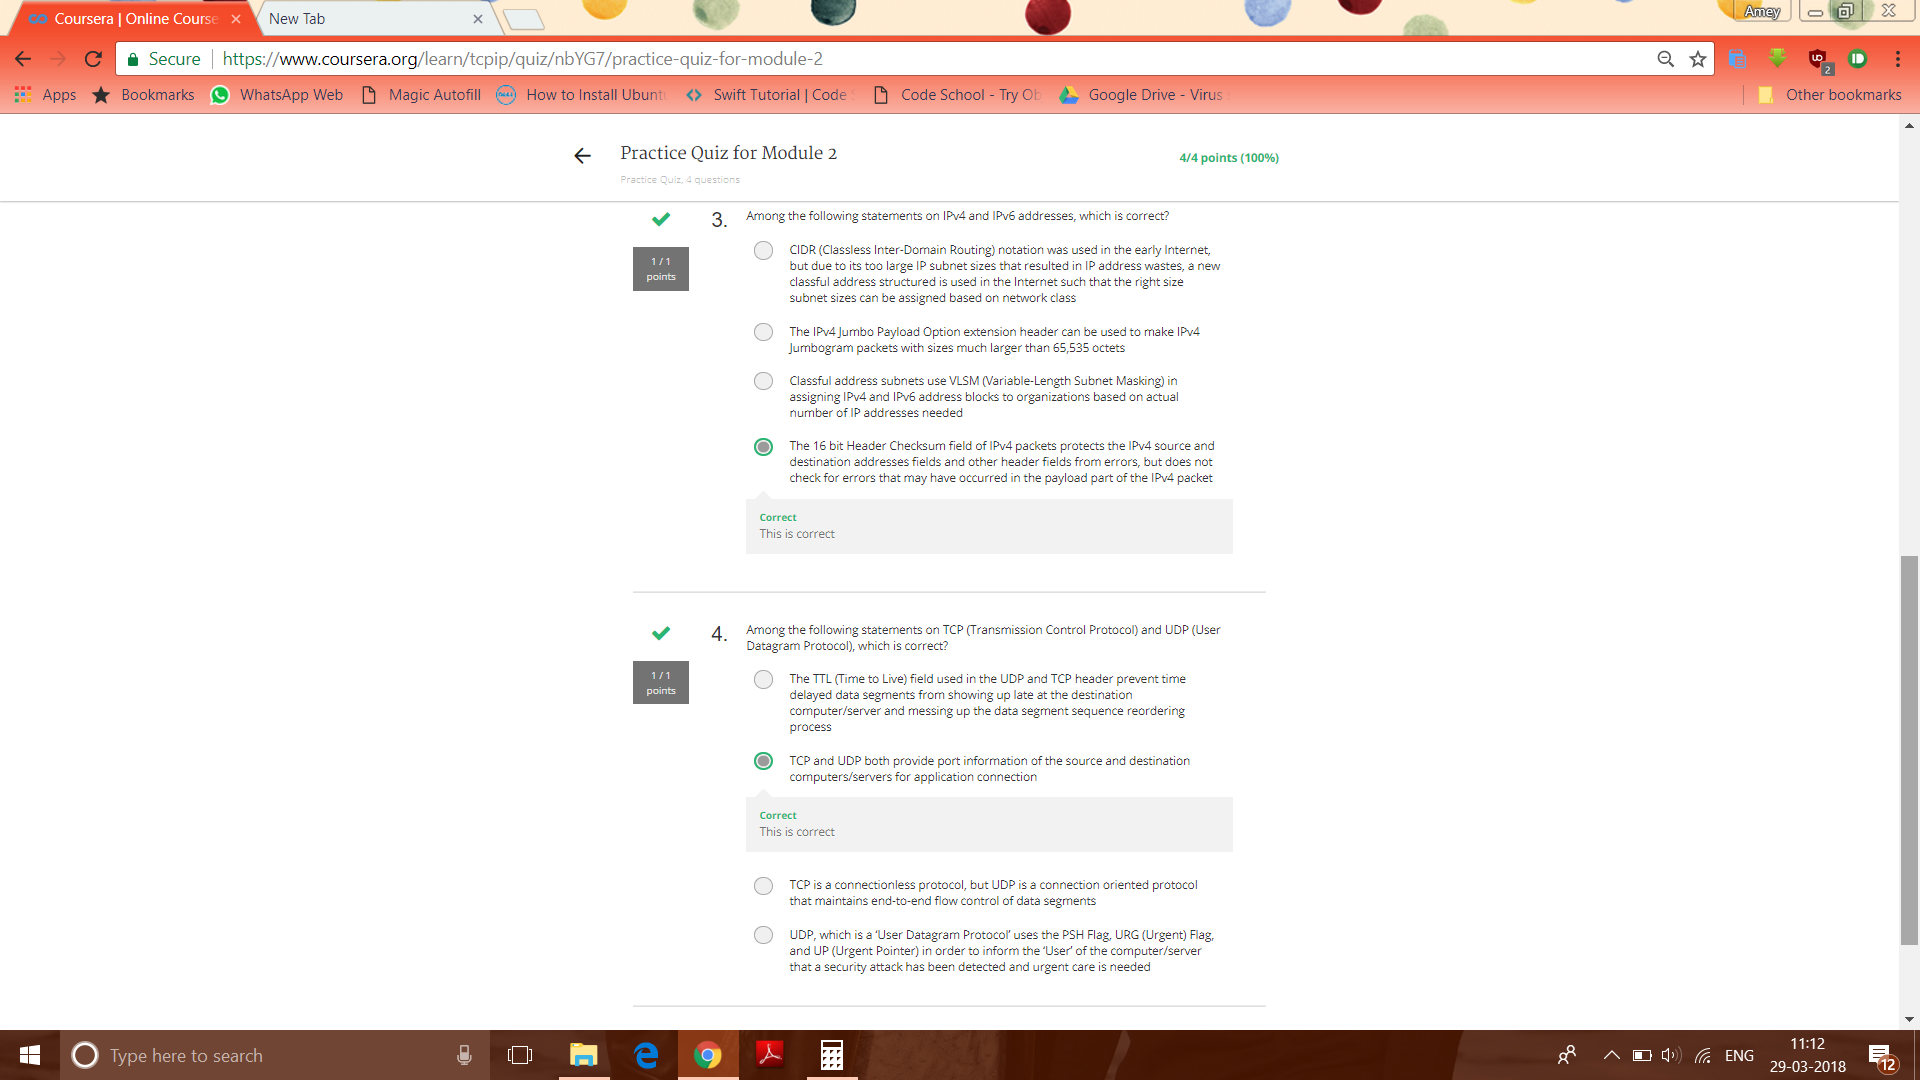 Coursera | Online Course
New Tab
Amey
Secure
https://www.coursera.org/learn/tcpip/quiz/nbYG7/practice-quiz-for-module-2
2
Apps
Bookmarks
WhatsApp Web
Magic Autofill
How to Install Ubunt
Swift Tutorial | Code
Code School - Try Ob
Google Drive - Virus
Other bookmarks
Practice Quiz for Module 2
4/4 points (100%)
Practice Quiz, 4 questions
3.
Among the following statements on IPv4 and IPv6 addresses, which is correct?
1 / 1
points
CIDR (Classless Inter-Domain Routing) notation was used in the early Internet,
but due to its too large IP subnet sizes that resulted in IP address wastes, a new
classful address structured is used in the Internet such that the right size
subnet sizes can be assigned based on network class
The IPv4 Jumbo Payload Option extension header can be used to make IPv4
Jumbogram packets with sizes much larger than 65,535 octets
Classful address subnets use VLSM (Variable-Length Subnet Masking) in
assigning IPv4 and IPv6 address blocks to organizations based on actual
number of IP addresses needed
The 16 bit Header Checksum field of IPv4 packets protects the IPv4 source and
destination addresses fields and other header fields from errors, but does not
check for errors that may have occurred in the payload part of the IPv4 packet
Correct
This is correct
4.
Among the following statements on TCP (Transmission Control Protocol) and UDP (User
Datagram Protocol), which is correct?
1 / 1
points
The TTL (Time to Live) field used in the UDP and TCP header prevent time
delayed data segments from showing up late at the destination
computer/server and messing up the data segment sequence reordering
process
TCP and UDP both provide port information of the source and destination
computers/servers for application connection
Correct
This is correct
TCP is a connectionless protocol, but UDP is a connection oriented protocol
that maintains end-to-end flow control of data segments
UDP, which is a ‘User Datagram Protocol’ uses the PSH Flag, URG (Urgent) Flag,
and UP (Urgent Pointer) in order to inform the ‘User’ of the computer/server
that a security attack has been detected and urgent care is needed
Type here to search
ENG
11:12
29-03-2018
12